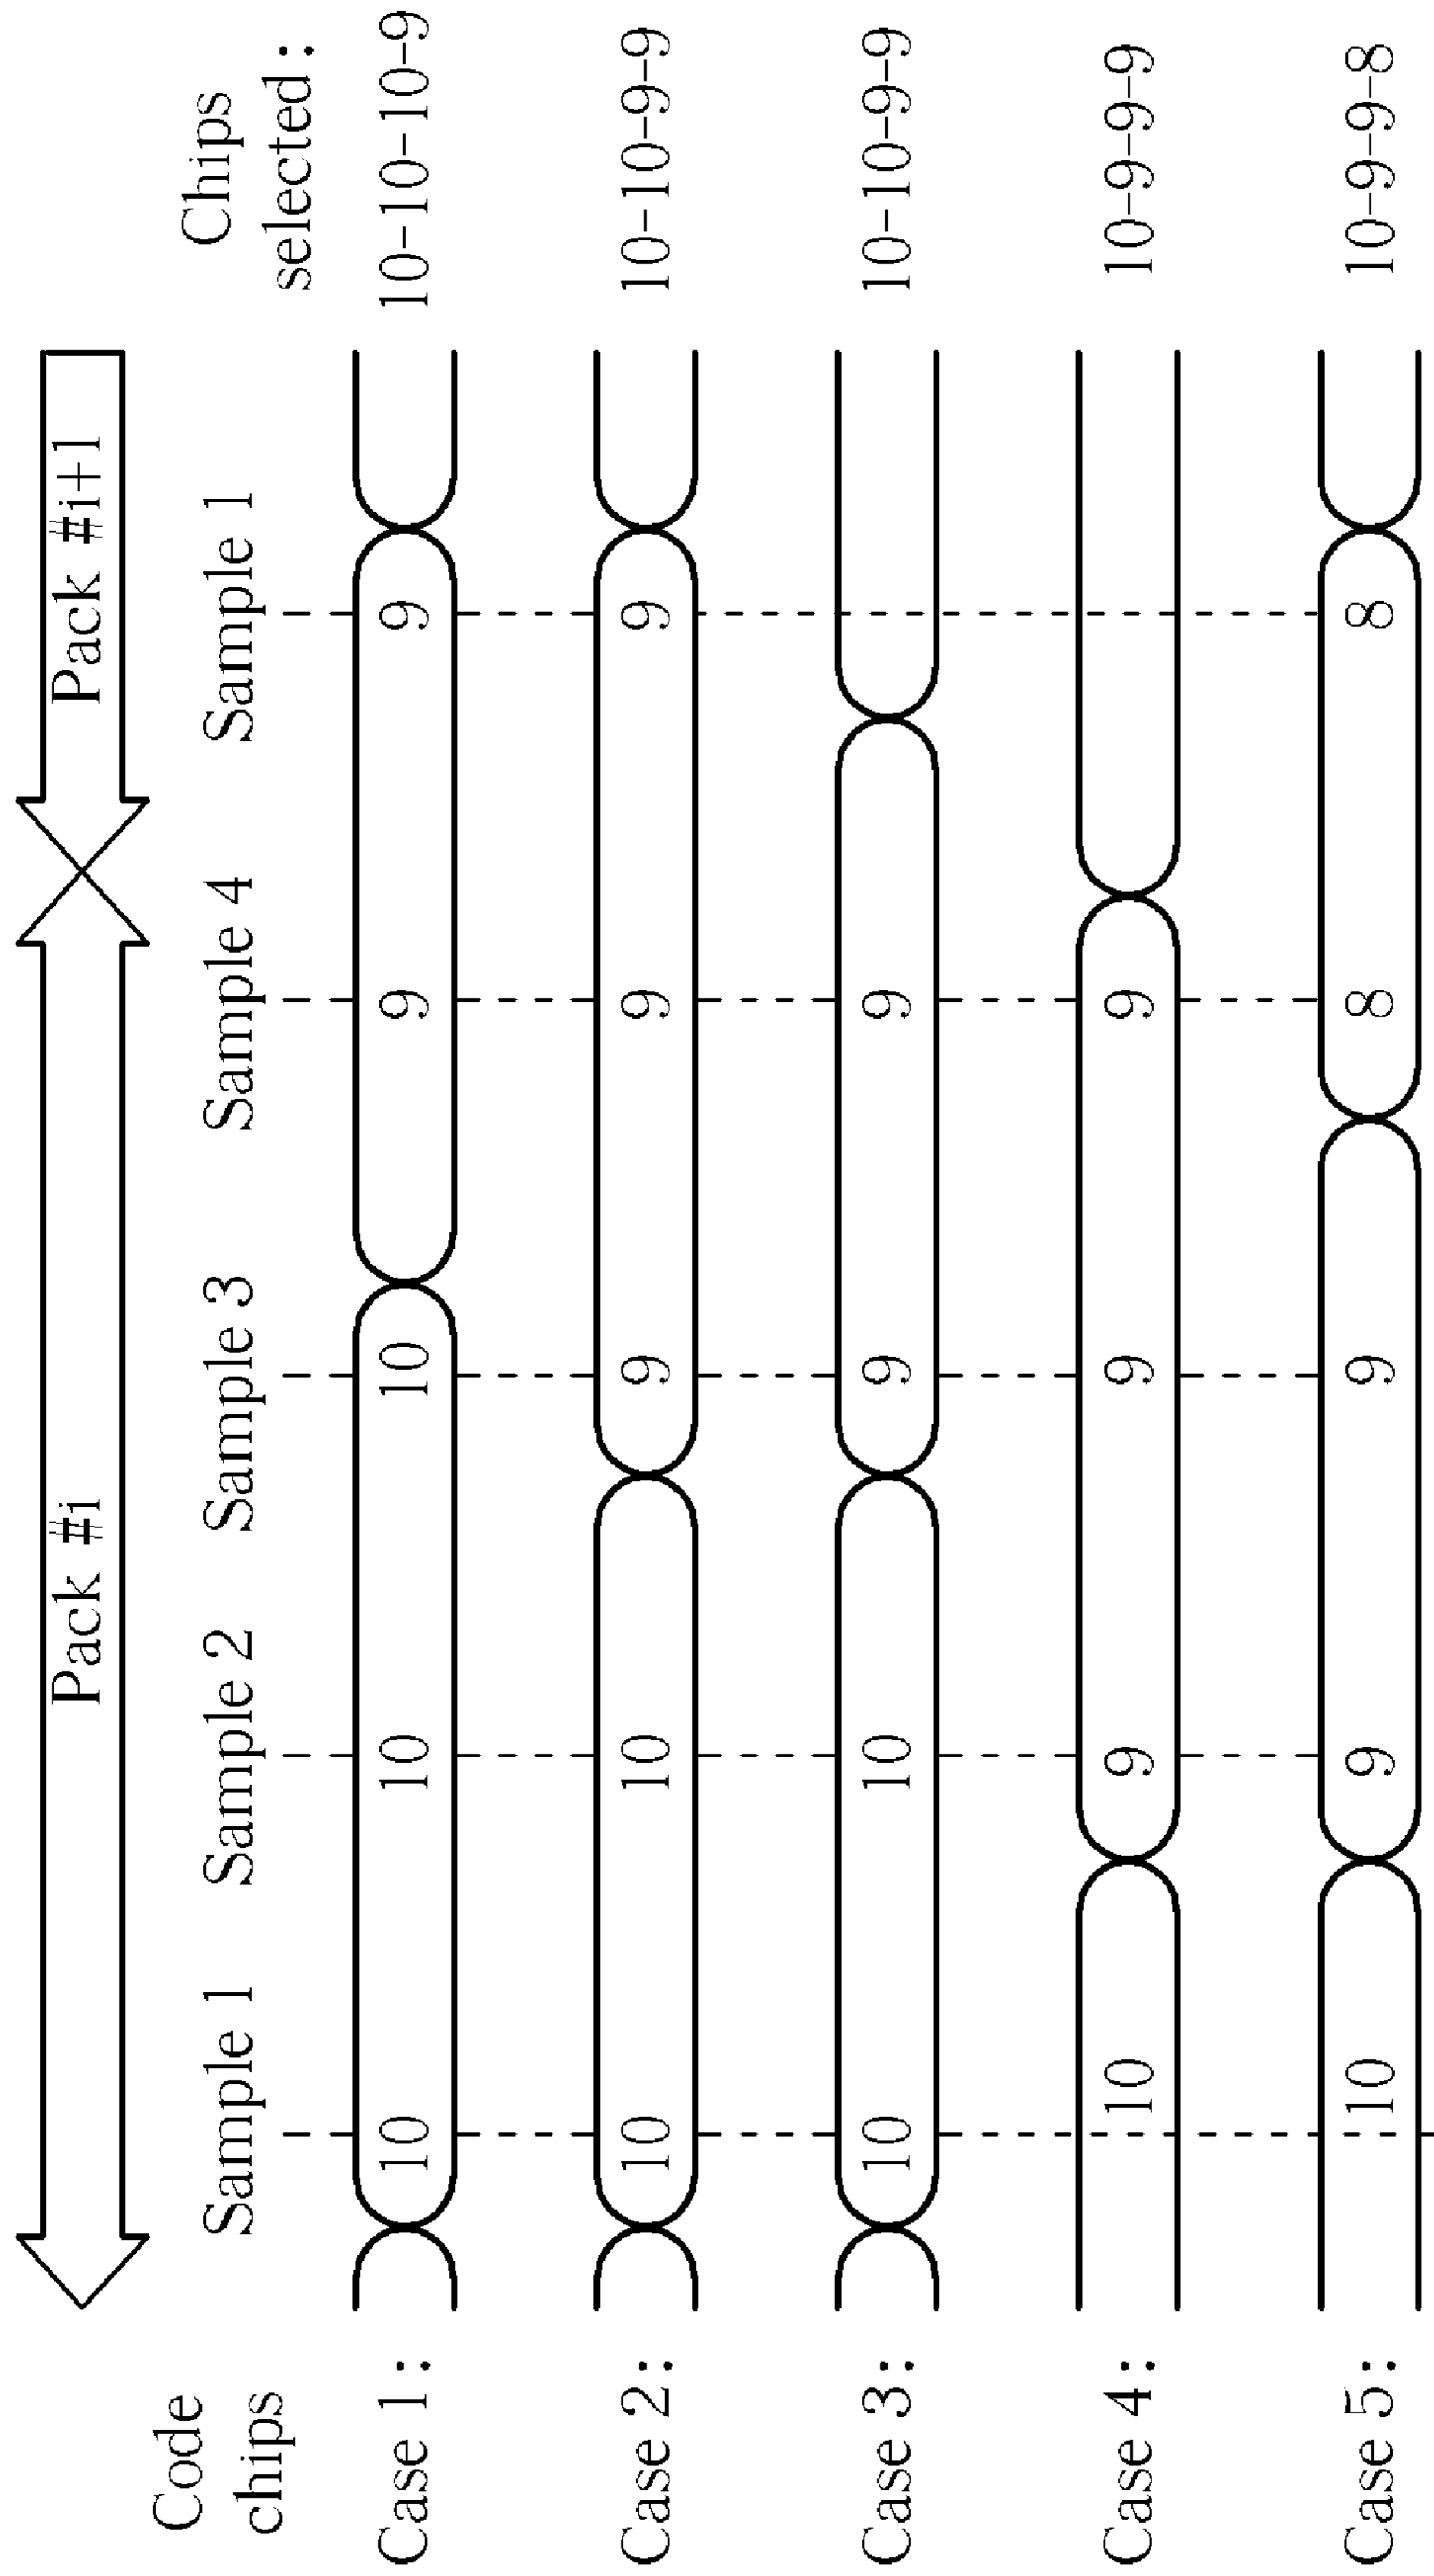 Pack #i
Pack #i+1
Code
chips
Sample 1
Sample 2
Sample 3
Sample 4
Sample 1
Chips
selected:
Case 1:
10
10
10
9
9
10-10-10-9
Case 2:
10
10
9
9
9
10-10-9-9
Case 3:
10
10
9
9
10-10-9-9
Case 4:
10
9
9
9
10-9-9-9
Case 5:
10
9
9
8
8
10-9-9-8